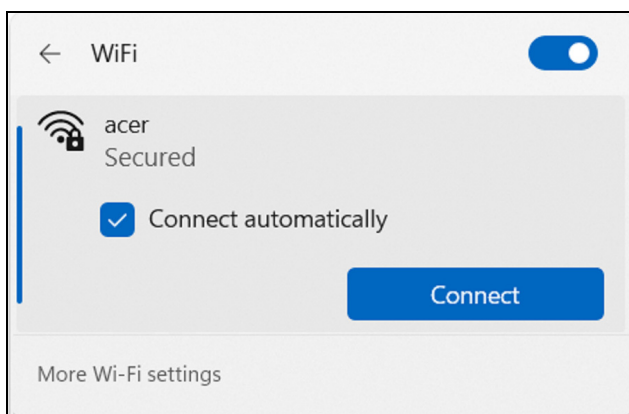 WiFi
acer
Secured
Connect automatically
Connect
More Wi-Fi settings